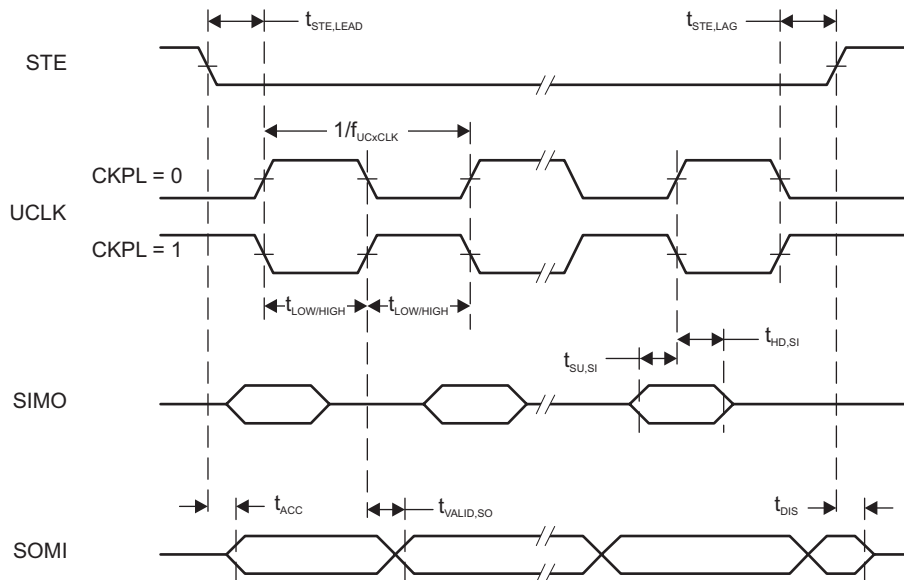 tSTE,LEAD
tSTE,LAG
STE
1/fUCxCLK
CKPL = 0
UCLK
CKPL = 1
tLOW/HIGH tLOW/HIGH
tHD,SI
tSU,SI
SIMO
tACC
tVALID,SO
tDIS
SOMI